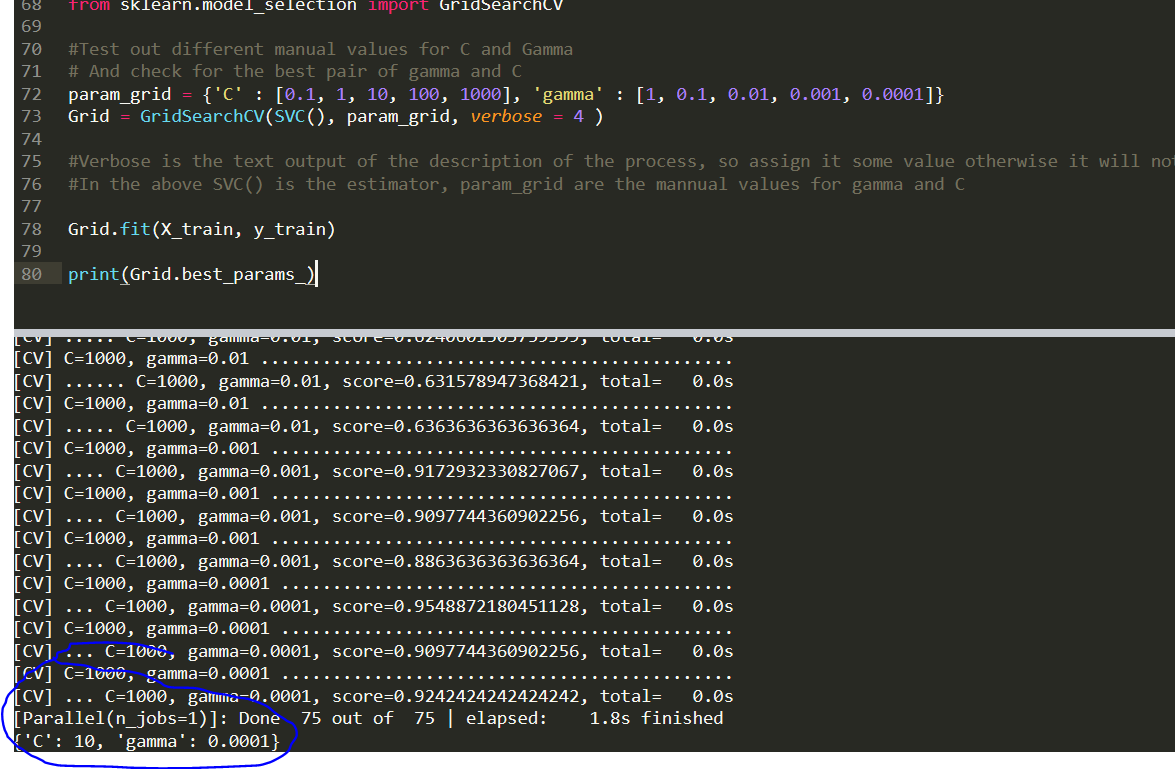 68 from sklearn.model_selection import GridSearchCV
69
70 #Test out different manual values for C and Gamma
71 # And check for the best pair of gamma and C
72 param_grid = {'C' : [0.1, 1, 10, 100, 1000], 'gamma' : [1, 0.1, 0.01, 0.001, 0.0001]}
73 Grid = GridSearchCV(SVC(), param_grid, verbose = 4 )
74
75 #Verbose is the text output of the description of the process, so assign it some value otherwise it will not
76 #In the above SVC() is the estimator, param_grid are the mannual values for gamma and C
77
78 Grid.fit(X_train, y_train)
79
80 print(Grid.best_params_)
[CV] ..... C=1000, gamma=0.01, total= 0.0s
[CV] C=1000, gamma=0.01 ..............................................
[CV] ...... C=1000, gamma=0.01, score=0.631578947368421, total=   0.0s
[CV] C=1000, gamma=0.01 ..............................................
[CV] ..... C=1000, gamma=0.01, score=0.6363636363636364, total=   0.0s
[CV] C=1000, gamma=0.001 .............................................
[CV] .... C=1000, gamma=0.001, score=0.9172932330827067, total=   0.0s
[CV] C=1000, gamma=0.001 .............................................
[CV] .... C=1000, gamma=0.001, score=0.9097744360902256, total=   0.0s
[CV] C=1000, gamma=0.001 .............................................
[CV] .... C=1000, gamma=0.001, score=0.8863636363636364, total=   0.0s
[CV] C=1000, gamma=0.0001 ............................................
[CV] ... C=1000, gamma=0.0001, score=0.9548872180451128, total=   0.0s
[CV] C=1000, gamma=0.0001 ............................................
[CV] ... C=1000, gamma=0.0001, score=0.9097744360902256, total=   0.0s
[CV] C=1000, gamma=0.0001 ............................................
[CV] ... C=1000, gamma=0.0001, score=0.9242424242424242, total=   0.0s
[Parallel(n_jobs=1)]: Done  75 out of  75 | elapsed:    1.8s finished
{'C': 10, 'gamma': 0.0001}